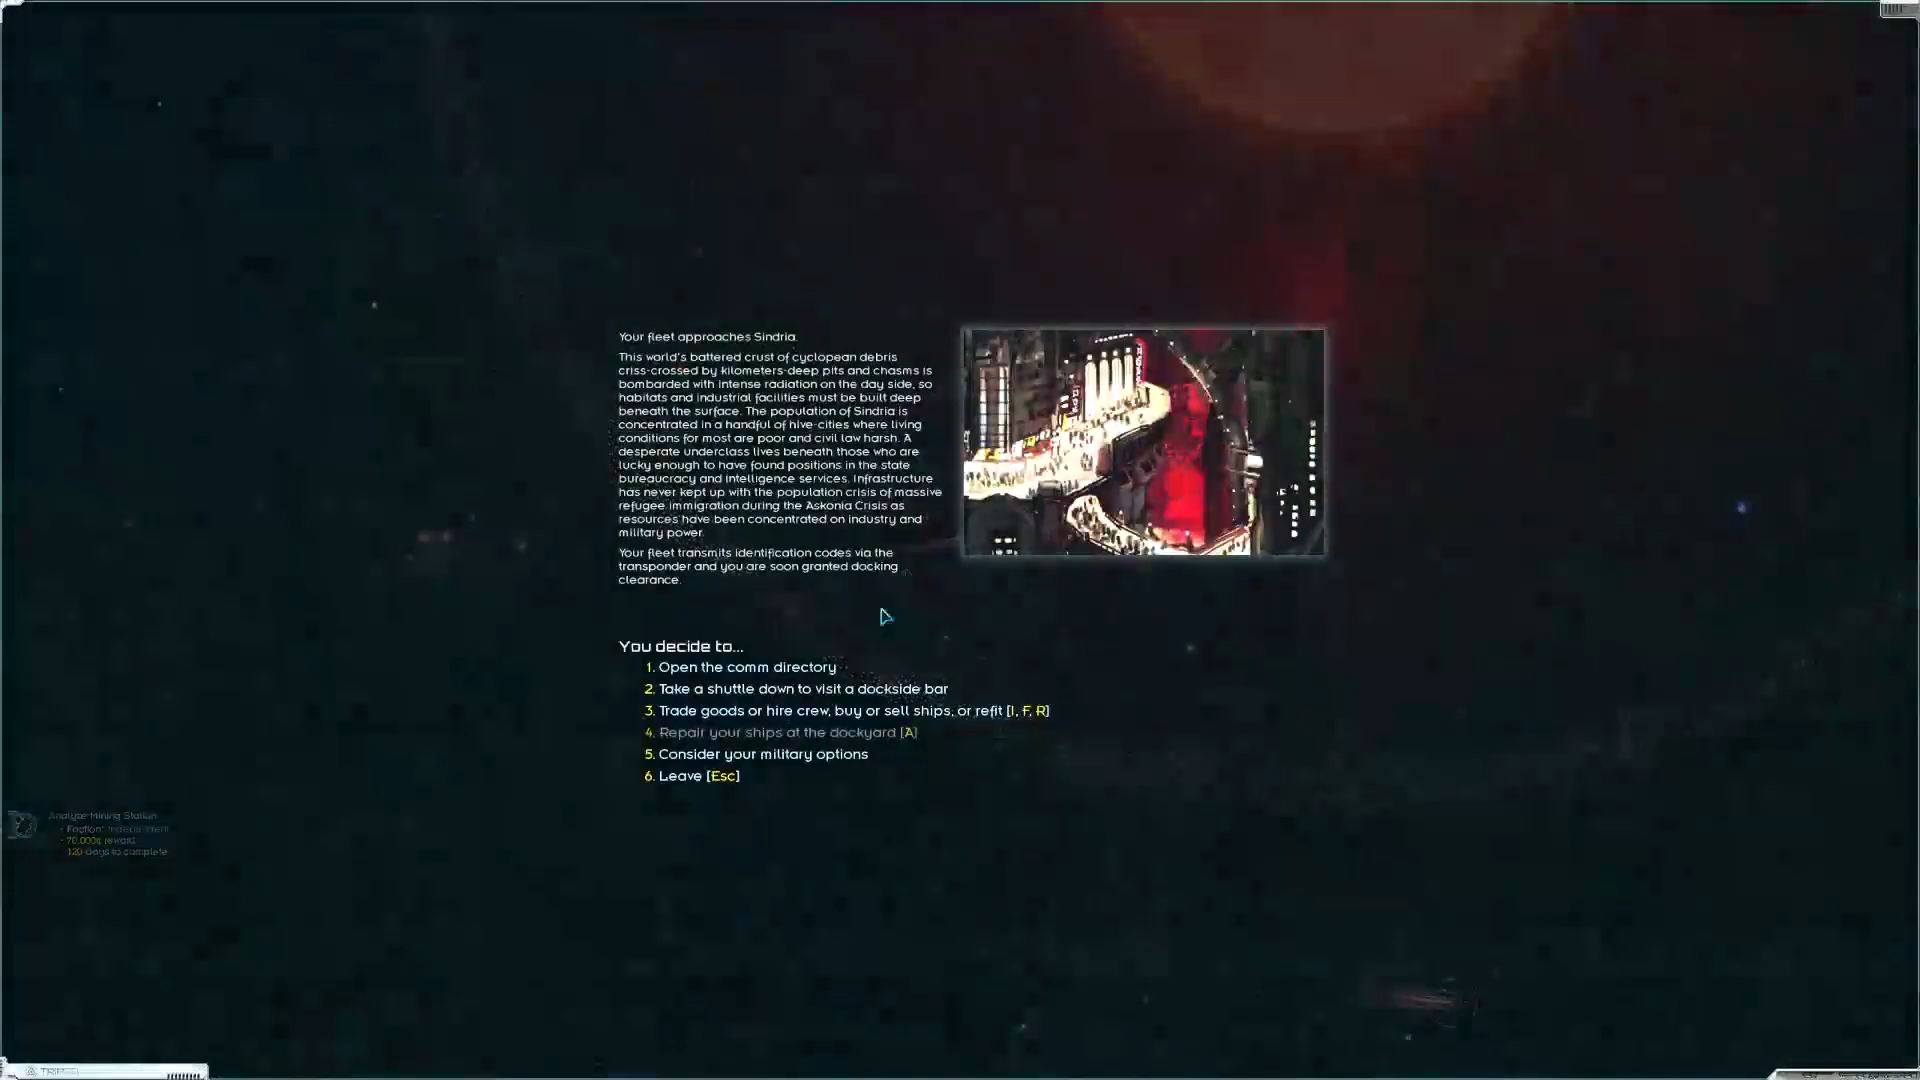 Your fleet approaches Sindria.
This world's battered crust of cyclopean debris
criss-crossed by kilometers-deep pits and chasms is
bombarded with intense radiation on the day side, so
habitats and industrial facilities must be built deep
beneath the surface. The population of Sindria is
concentrated in a handful of hive-cities where living
conditions for most are poor and civil law harsh. A
desperate underclass lives beneath those who are
lucky enough to have found positions in the state
bureaucracy and intelligence services. Infrastructure
has never kept up with the population crisis of massive
refugee immigration during the Askonia Crisis as
resources have been concentrated on industry and
military power.
Your fleet transmits identification codes via the
transponder and you are soon granted docking
clearance.
You decide to...
1. Open the comm directory
2. Take a shuttle down to visit a dockside bar
3. Trade goods or hire crew, buy or sell ships, or refit [I, F, R]
4. Repair your ships at the dockyard [A]
5. Consider your military options
6. Leave [Esc]
Analyze Mining Station
- Faction: Independent
- 70,000¢ reward
120 days to complete